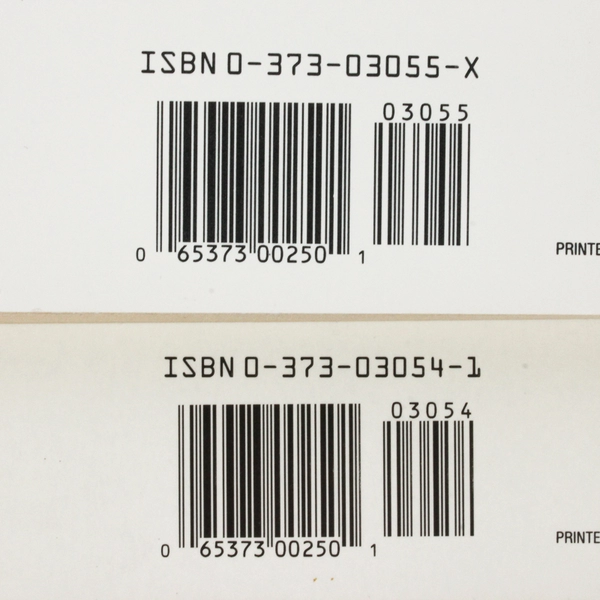 ISBN 0-373-03055-X
03055
0 65373 00250 1
PRINTE
ISBN 0-373-03054-1
03054
0 65373 00250 1
PRINTE